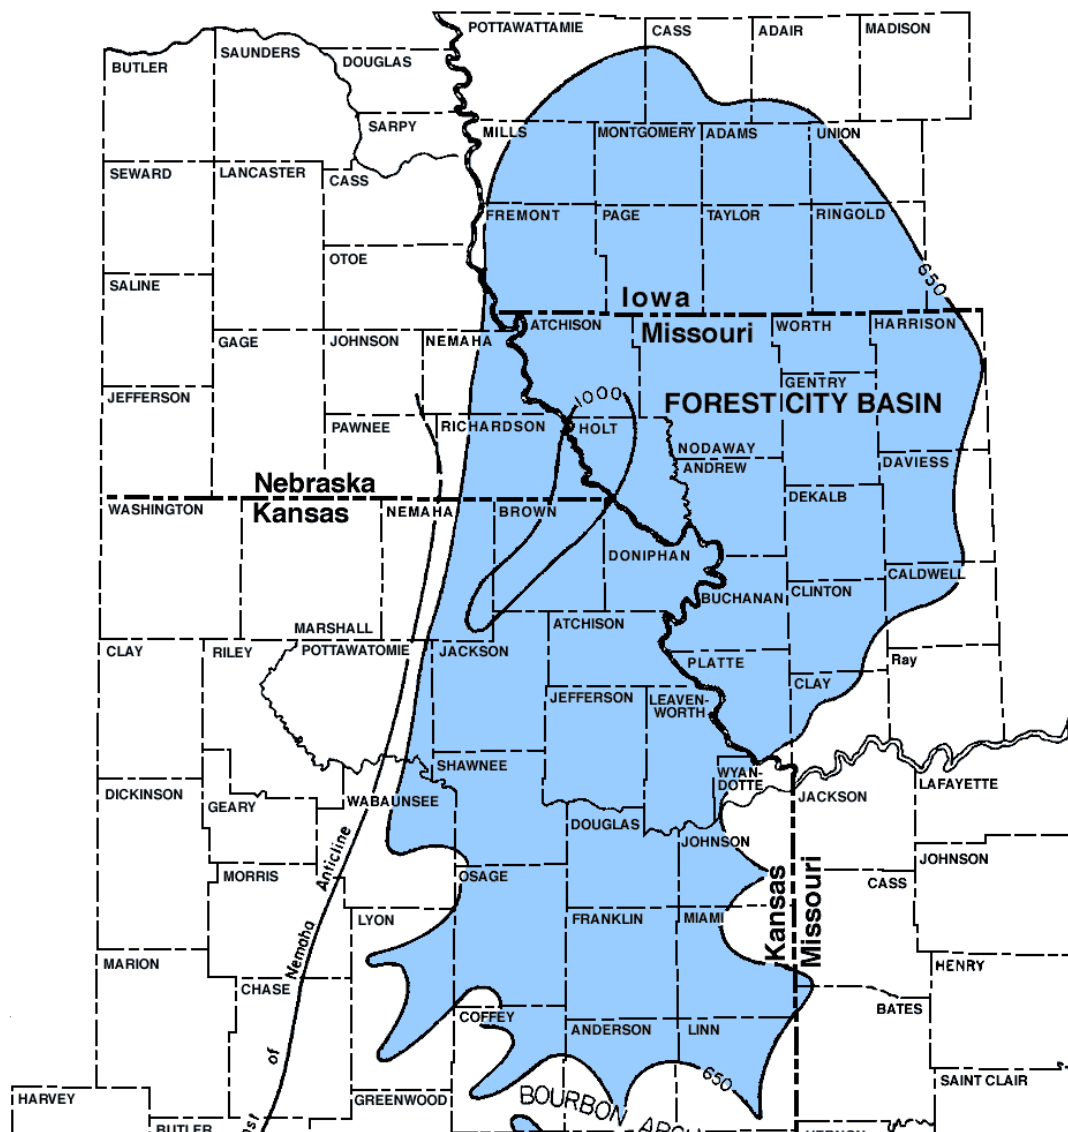 POTTAWATTAMIE
CASS
ADAIR
MADISON
BUTLER
SAUNDERS
DOUGLAS
SARPY
MILLS
MONTGOMERY
ADAMS
UNION
SEWARD
LANCASTER
CASS
FREMONT
PAGE
TAYLOR
RINGOLD
OTOE
650
SALINE
Iowa
Missouri
ATCHISON
WORTH
HARRISON
GAGE
JOHNSON
NEMAHA
GENTRY
JEFFERSON
1000
FOREST CITY BASIN
PAWNEE
RICHARDSON
HOLT
NODAWAY
ANDREW
DAVIESS
Nebraska
Kansas
WASHINGTON
NEMAHA
BROWN
DEKALB
DONIPHAN
CALDWELL
BUCHANAN
CLINTON
MARSHALL
ATCHISON
CLAY
RILEY
POTTAWATOMIE
JACKSON
PLATTE
Ray
CLAY
JEFFERSON
LEAVEN-
WORTH
SHAWNEE
WYAN-
DOTTE
DICKINSON
GEARY
WABAUNSEE
JACKSON
LAFAYETTE
DOUGLAS
JOHNSON
JOHNSON
MORRIS
OSAGE
CASS
Kansas
Missouri
LYON
FRANKLIN
MIAMI
MARION
HENRY
CHASE
COFFEY
ANDERSON
LINN
BATES
650
SAINT CLAIR
HARVEY
BUTLER
GREENWOOD
BOURBON
of Nemaha Anticline